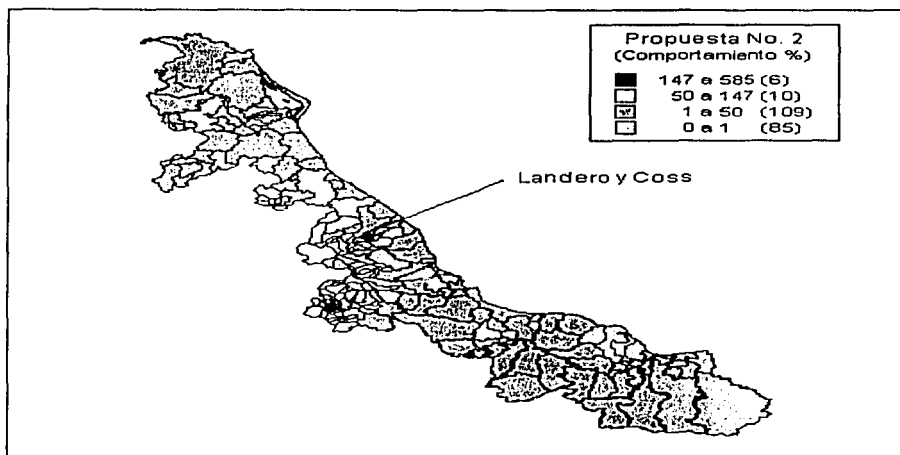 Propuesta No. 2
(Comportamiento %)
147 a 585 (6)
50 a 147 (10)
1 a 50 (109)
0 a 1 (85)
Landero y Coss